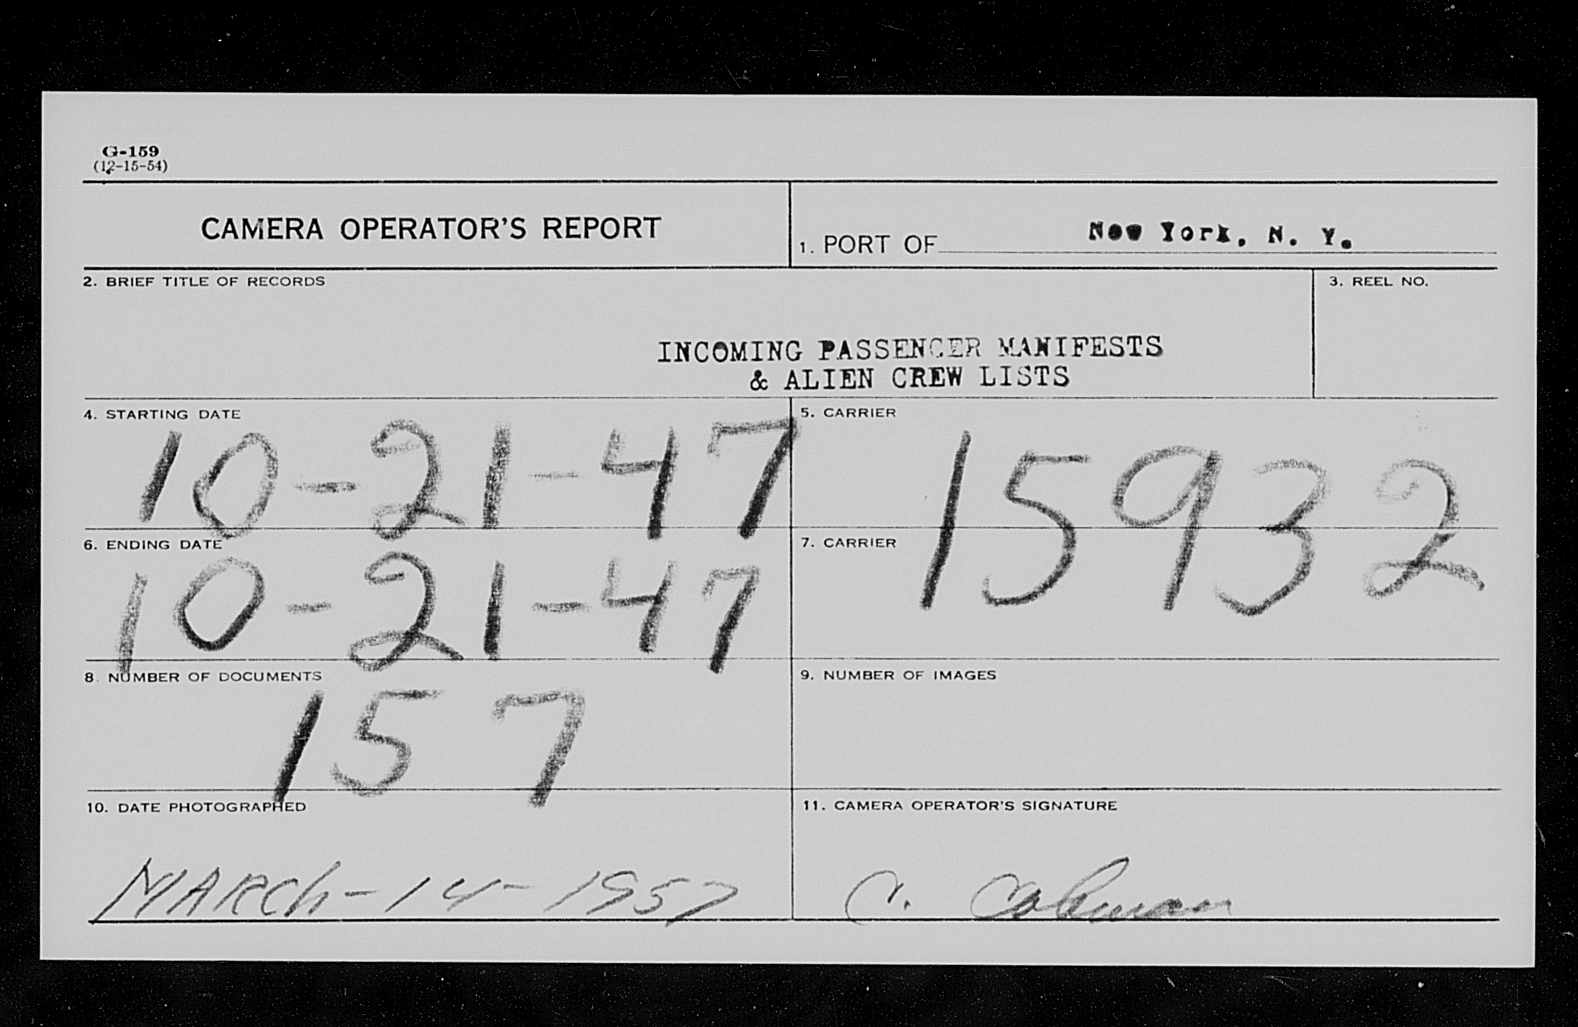 G-159
(12-15-54)
CAMERA OPERATOR'S REPORT
1. PORT OF New York, N. Y.
2. BRIEF TITLE OF RECORDS
3. REEL NO.
INCOMING PASSENGER MANIFESTS
& ALIEN CREW LISTS
4. STARTING DATE
10-21-47
5. CARRIER
15932
6. ENDING DATE
10-21-47
7. CARRIER
8. NUMBER OF DOCUMENTS
157
9. NUMBER OF IMAGES
10. DATE PHOTOGRAPHED
MARCh-14-1957
11. CAMERA OPERATOR'S SIGNATURE
C. Coleman